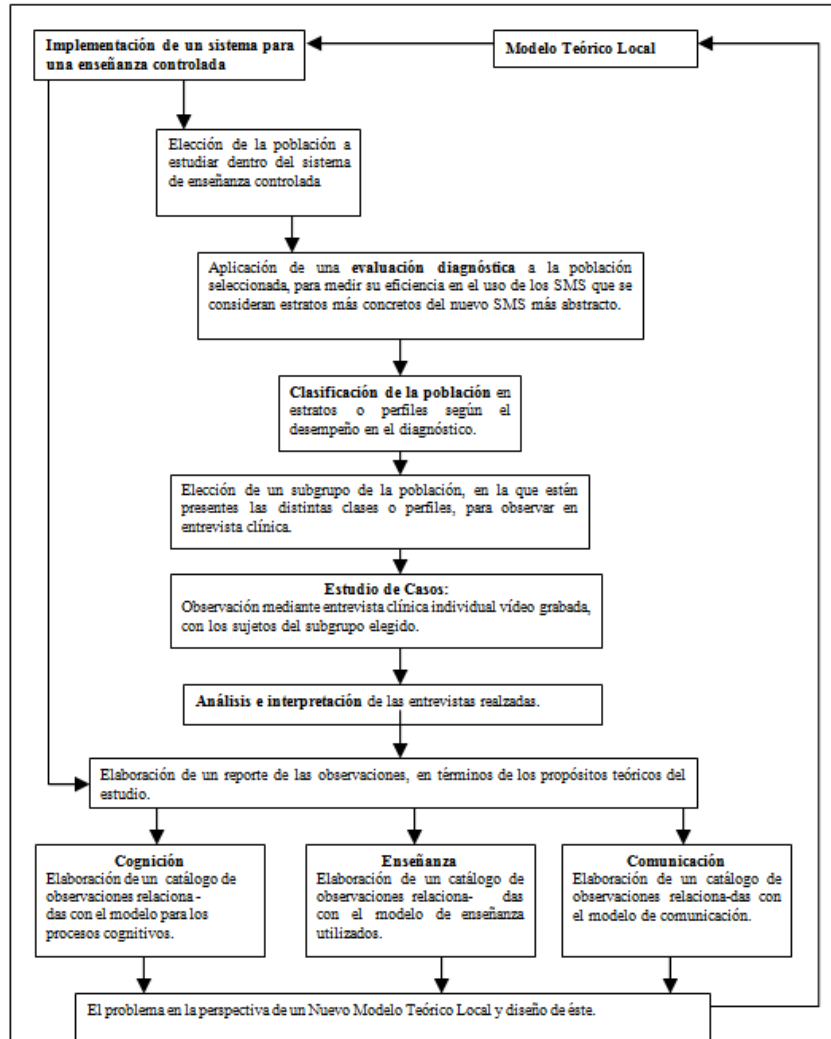 Implementación de un sistema para
una enseñanza controlada
Modelo Teórico Local
Elección de la población a
estudiar dentro del sistema
de enseñanza controlada
Aplicación de una evaluación diagnóstica a la población
seleccionada, para medir su eficiencia en el uso de los SMS que se
consideran estratos más concretos del nuevo SMS más abstracto.
Clasificación de la población en
estratos o perfiles según el
desempeño en el diagnóstico.
Elección de un subgrupo de la población, en la que estén
presentes las distintas clases o perfiles, para observar en
entrevista clínica.
Estudio de Casos:
Observación mediante entrevista clínica individual vídeo grabada,
con los sujetos del subgrupo elegido.
Análisis e interpretación de las entrevistas realzadas.
Elaboración de un reporte de las observaciones, en términos de los propósitos teóricos del
estudio.
Cognición
Elaboración de un catálogo de
observaciones relaciona -
das con el modelo para los
procesos cognitivos.
Enseñanza
Elaboración de un catálogo de
observaciones relaciona- das
con el modelo de enseñanza
utilizados.
Comunicación
Elaboración de un catálogo de
observaciones relaciona-das con
el modelo de comunicación.
El problema en la perspectiva de un Nuevo Modelo Teórico Local y diseño de éste.